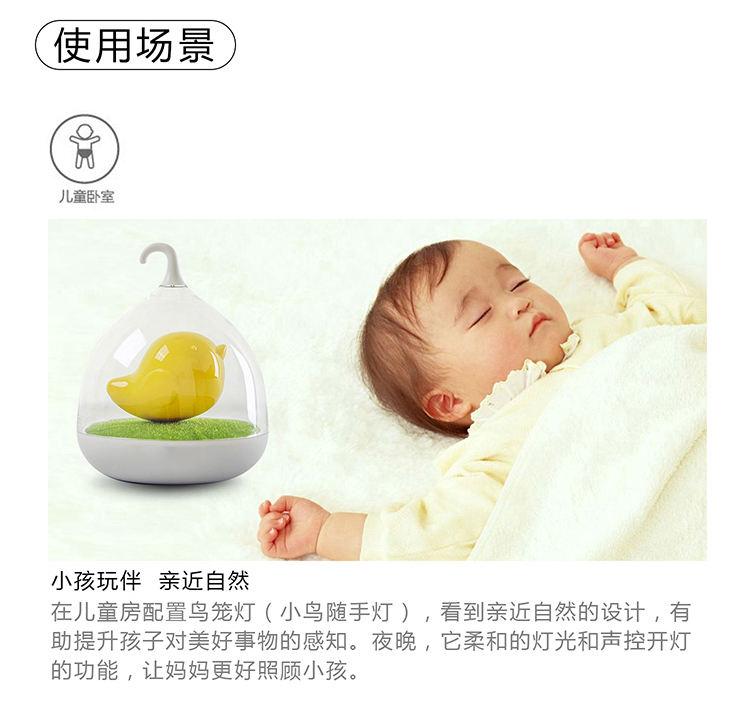 使用场景
儿童卧室
小孩玩伴 亲近自然
在儿童房配置鸟笼灯（小鸟随手灯），看到亲近自然的设计，有
助提升孩子对美好事物的感知。夜晚，它柔和的灯光和声控开灯
的功能，让妈妈更好照顾小孩。